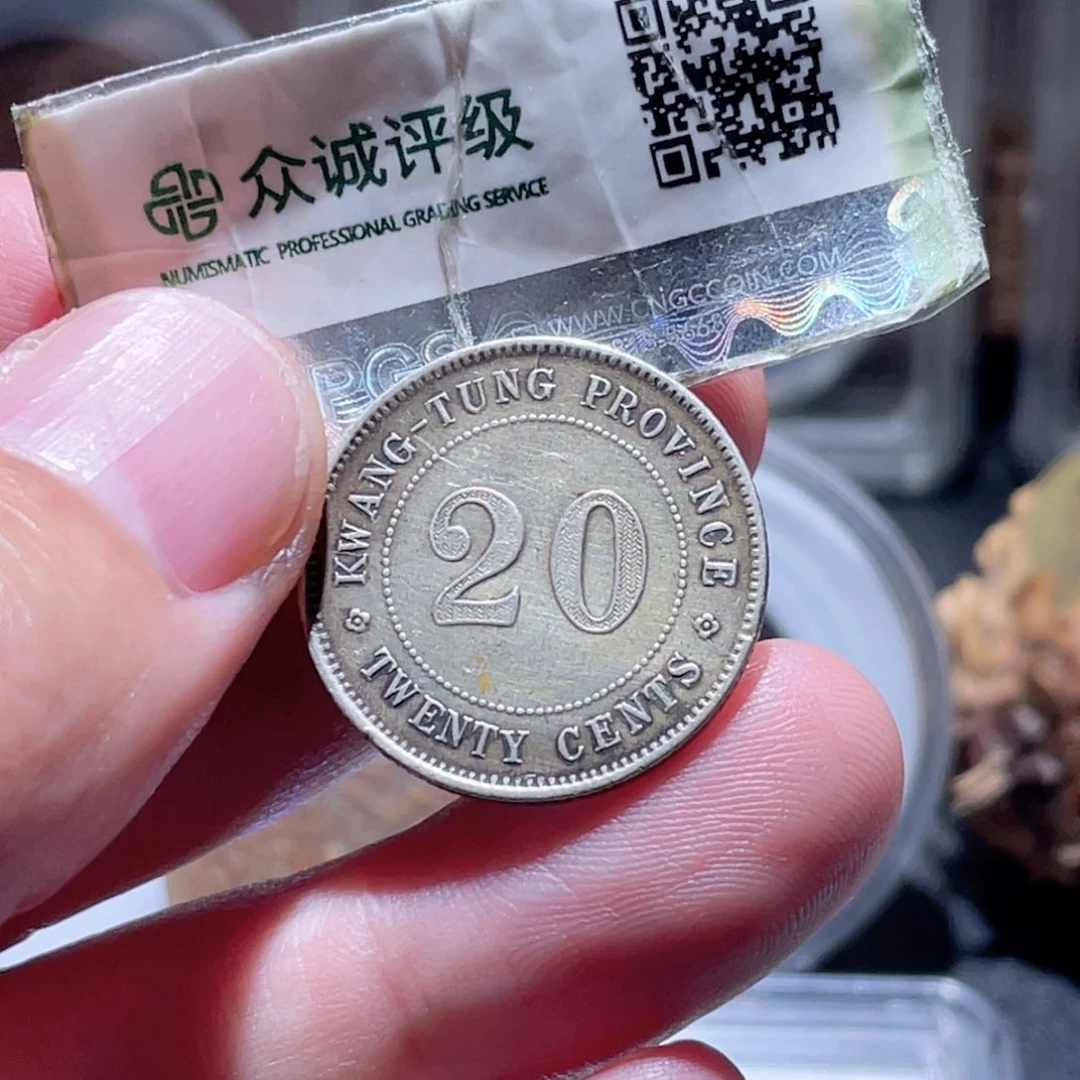 众诚评级
NUMISMATIC PROFESSIONAL GRADING SERVICE
WWW.CNGCCOIN.COM
KWANG-TUNG PROVINCE
20
TWENTY CENTS